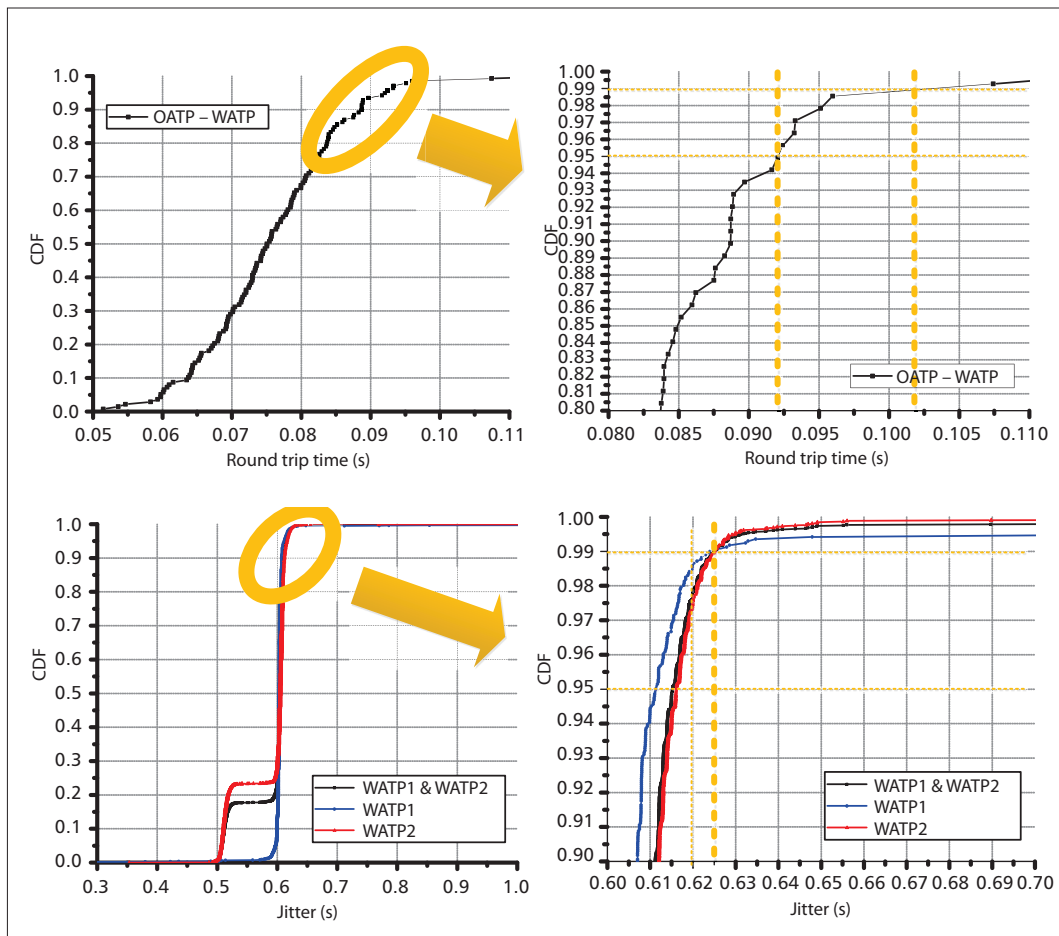 1.0
0.9
0.8
0.7
0.6
0.5
0.4
0.3
0.2
0.1
0.0
CDF
OATP – WATP
0.05 0.06 0.07 0.08 0.09 0.10 0.11
Round trip time (s)
1.00
0.99
0.98
0.96
0.95
0.94
0.93
0.92
0.90
0.89
0.88
0.87
0.86
0.85
0.83
0.82
0.81
0.80
CDF
OATP – WATP
0.080 0.085 0.090 0.095 0.100 0.105 0.110
Round trip time (s)
1.0
0.9
0.8
0.7
0.6
0.5
0.4
0.3
0.2
0.1
0.0
CDF
WATP1 & WATP2
WATP1
WATP2
0.3 0.4 0.5 0.6 0.7 0.8 0.9 1.0
Jitter (s)
1.00
0.99
0.98
0.97
0.96
0.95
0.94
0.93
0.92
0.91
0.90
CDF
WATP1 & WATP2
WATP1
WATP2
0.60 0.61 0.62 0.63 0.64 0.65 0.66 0.67 0.68 0.69 0.70
Jitter (s)